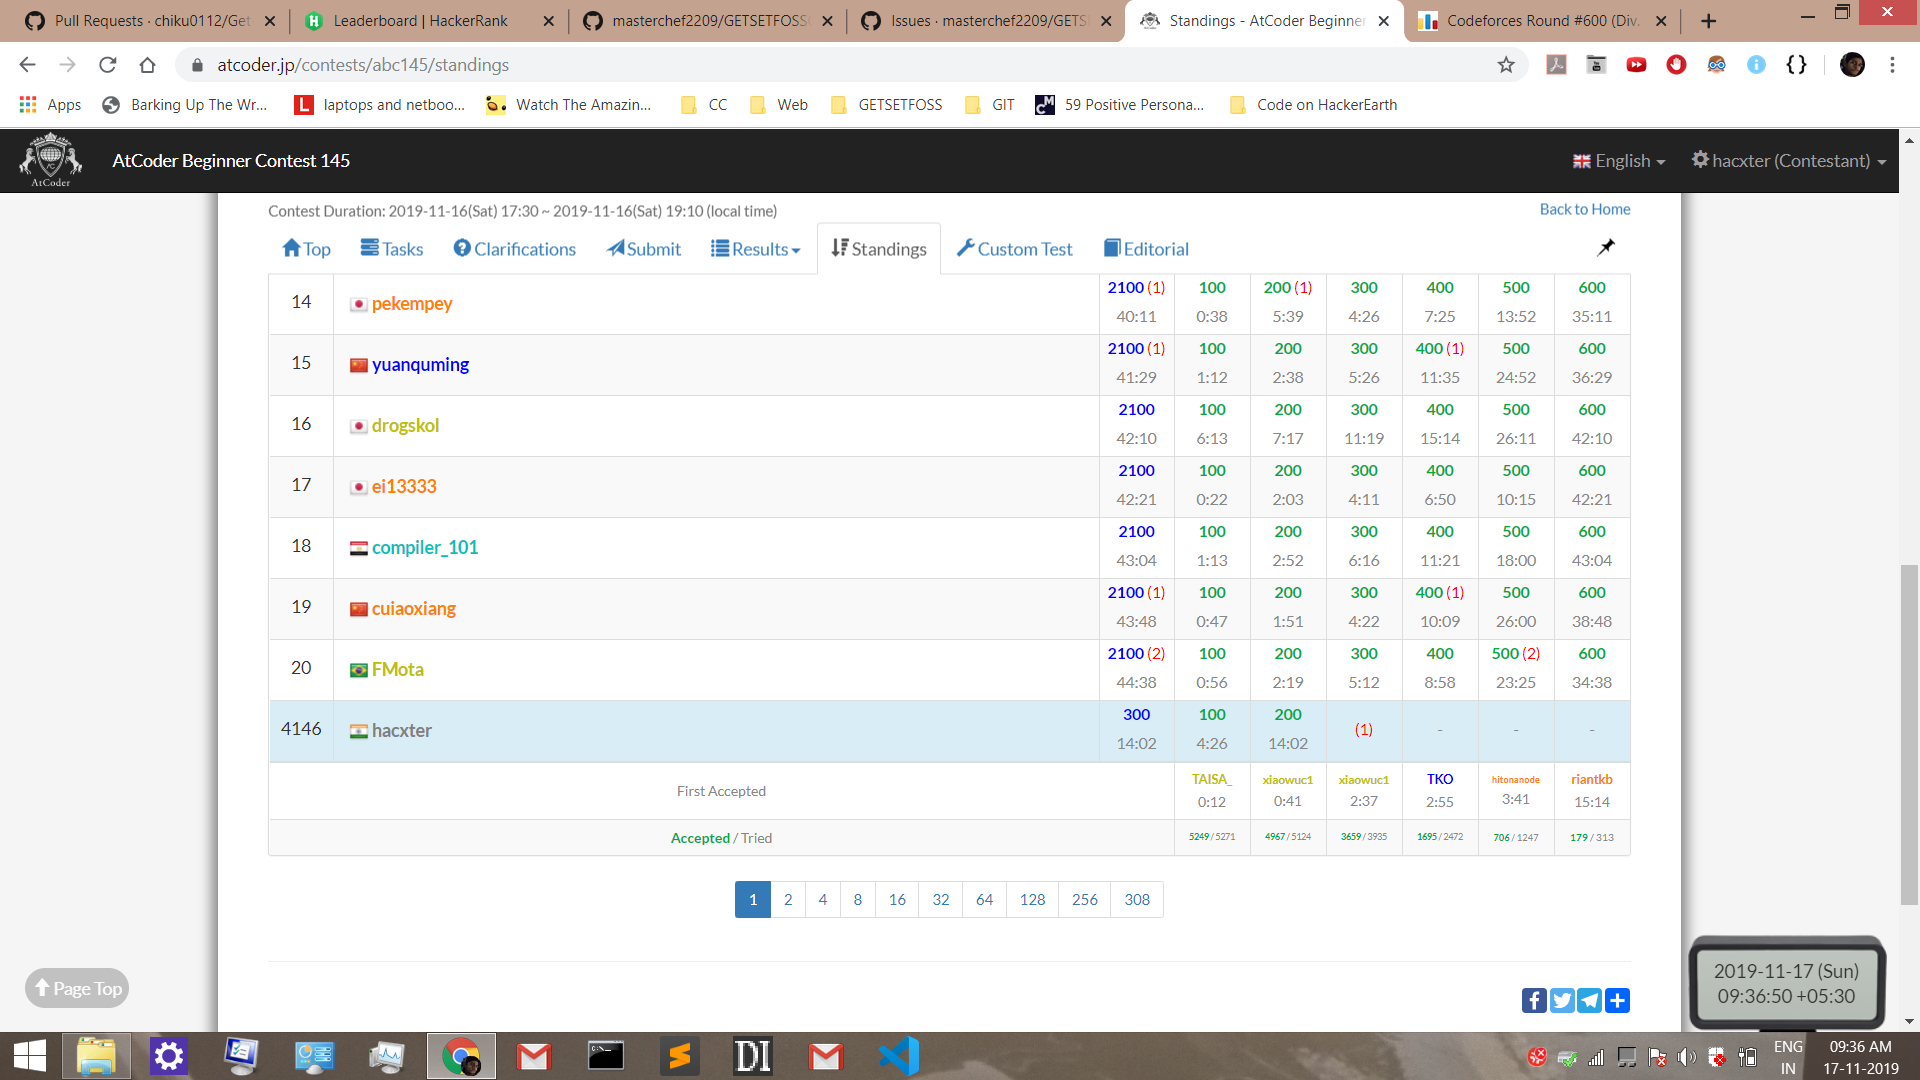 Pull Requests · chiku0112/Get
Leaderboard | HackerRank
masterchef2209/GETSETFOSS
Issues · masterchef2209/GETS
Standings - AtCoder Beginner
Codeforces Round #600 (Div.
atcoder.jp/contests/abc145/standings
Apps
Barking Up The Wr...
laptops and netboo...
Watch The Amazin...
CC
Web
GETSETFOSS
GIT
59 Positive Persona...
Code on HackerEarth
AtCoder
AtCoder Beginner Contest 145
English
hacxter (Contestant)
Contest Duration: 2019-11-16(Sat) 17:30 ~ 2019-11-16(Sat) 19:10 (local time)
Back to Home
Top
Tasks
Clarifications
Submit
Results
Standings
Custom Test
Editorial
14 pekempey 2100 (1) 100 200 (1) 300 400 500 600
40:11 0:38 5:39 4:26 7:25 13:52 35:11
15 yuanquming 2100 (1) 100 200 300 400 (1) 500 600
41:29 1:12 2:38 5:26 11:35 24:52 36:29
16 drogskol 2100 100 200 300 400 500 600
42:10 6:13 7:17 11:19 15:14 26:11 42:10
17 ei13333 2100 100 200 300 400 500 600
42:21 0:22 2:03 4:11 6:50 10:15 42:21
18 compiler_101 2100 100 200 300 400 500 600
43:04 1:13 2:52 6:16 11:21 18:00 43:04
19 cuiaoxiang 2100 (1) 100 200 300 400 (1) 500 600
43:48 0:47 1:51 4:22 10:09 26:00 38:48
20 FMota 2100 (2) 100 200 300 400 500 (2) 600
44:38 0:56 2:19 5:12 8:58 23:25 34:38
4146 hacxter 300 100 200 (1) - - -
14:02 4:26 14:02
First Accepted TAISA_ xiaowuc1 xiaowuc1 TKO hitonanode riantkb
0:12 0:41 2:37 2:55 3:41 15:14
Accepted / Tried 5249 / 5271 4967 / 5124 3659 / 3935 1695 / 2472 706 / 1247 179 / 313
1 2 4 8 16 32 64 128 256 308
Page Top
2019-11-17 (Sun)
09:36:50 +05:30
DI
ENG
IN
09:36 AM
17-11-2019